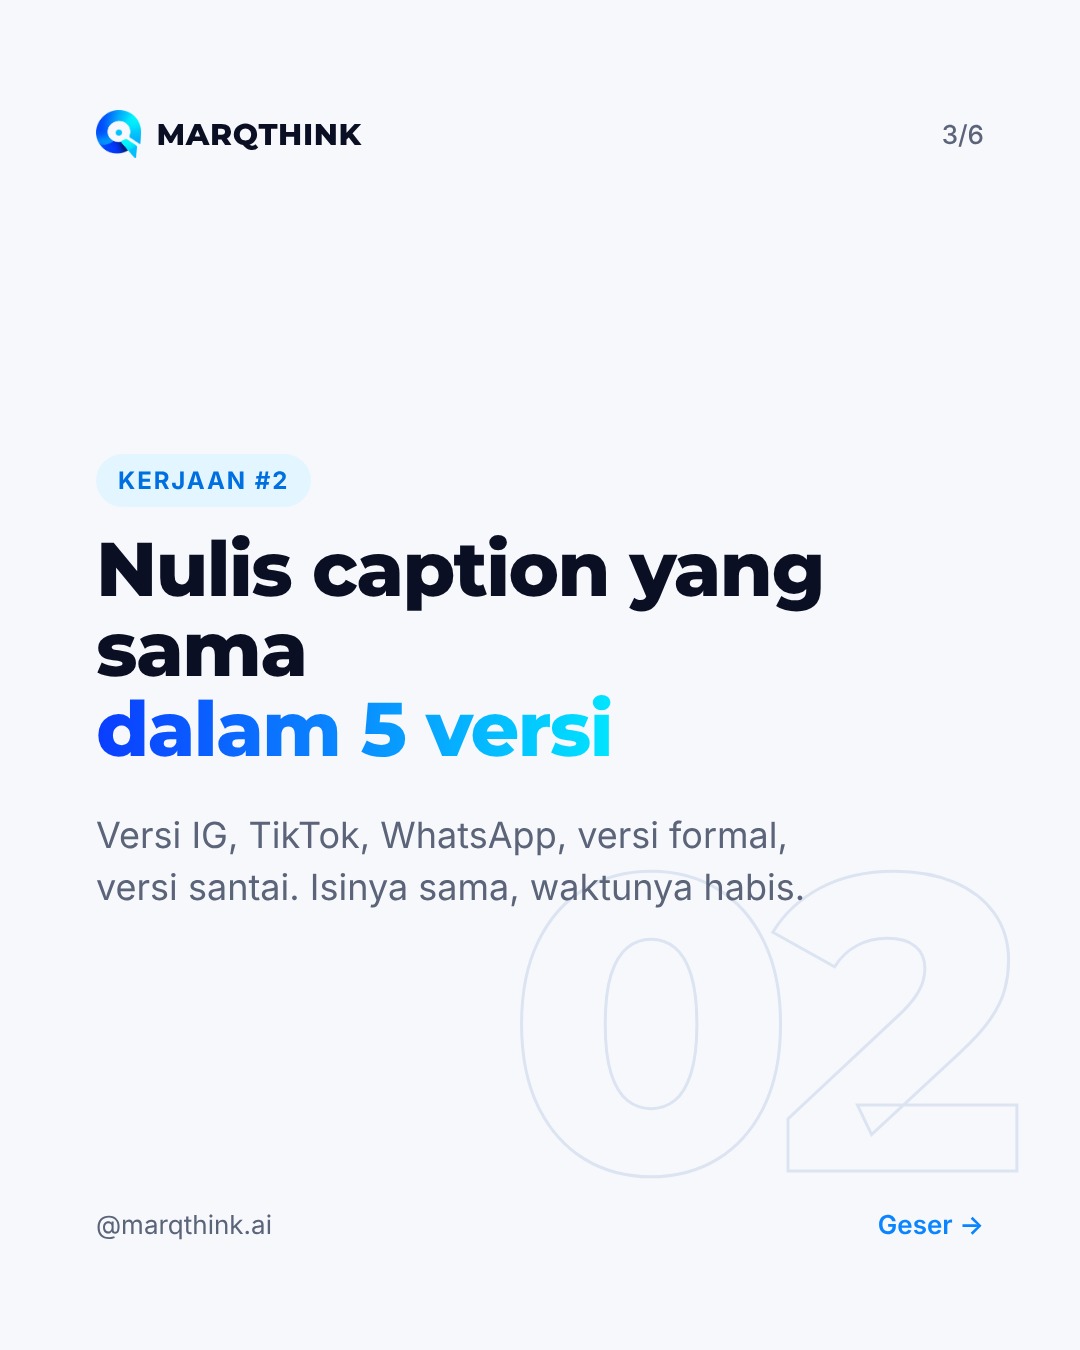 MARQTHINK
3/6
KERJAAN #2
Nulis caption yang
sama
dalam 5 versi
Versi IG, TikTok, WhatsApp, versi formal,
versi santai. Isinya sama, waktunya habis.
02
@marqthink.ai
Geser →